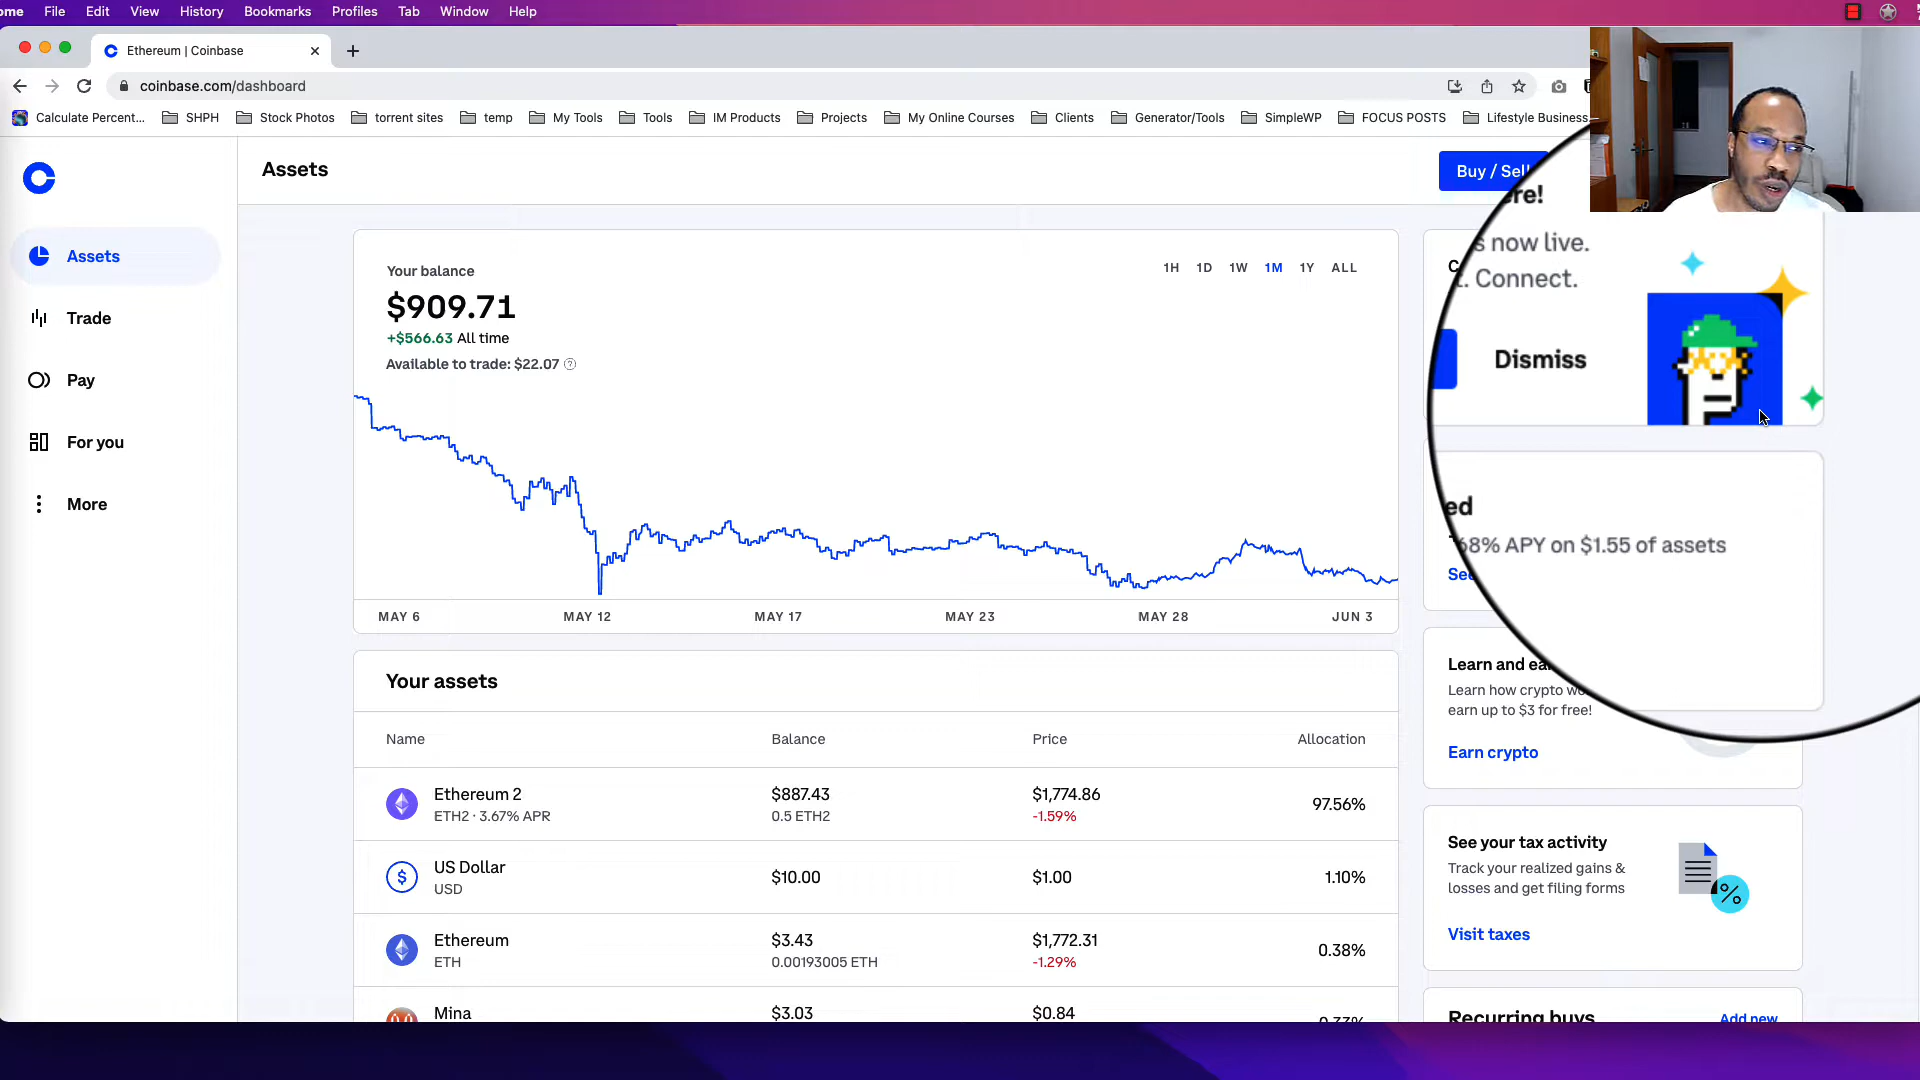 ome File Edit View History Bookmarks Profiles Tab Window Help
Ethereum | Coinbase
coinbase.com/dashboard
Calculate Percent... SHPH Stock Photos torrent sites temp My Tools Tools IM Products Projects My Online Courses Clients Generator/Tools SimpleWP FOCUS POSTS Lifestyle Business
Assets
Buy / Sell
Assets
Trade
Pay
For you
More
Your balance
1H 1D 1W 1M 1Y ALL
$909.71
+$566.63 All time
Available to trade: $22.07
MAY 6 MAY 12 MAY 17 MAY 23 MAY 28 JUN 3
ere!
s now live.
t. Connect.
Dismiss
ed
68% APY on $1.55 of assets
See
Learn and ea
Learn how crypto wo
earn up to $3 for free!
Earn crypto
Your assets
Name Balance Price Allocation
Ethereum 2 $887.43 $1,774.86 97.56%
ETH2 · 3.67% APR 0.5 ETH2 -1.59%
US Dollar $10.00 $1.00 1.10%
USD
Ethereum $3.43 $1,772.31 0.38%
ETH 0.00193005 ETH -1.29%
Mina $3.03 $0.84
See your tax activity
Track your realized gains &
losses and get filing forms
Visit taxes
Recurring buys Add new